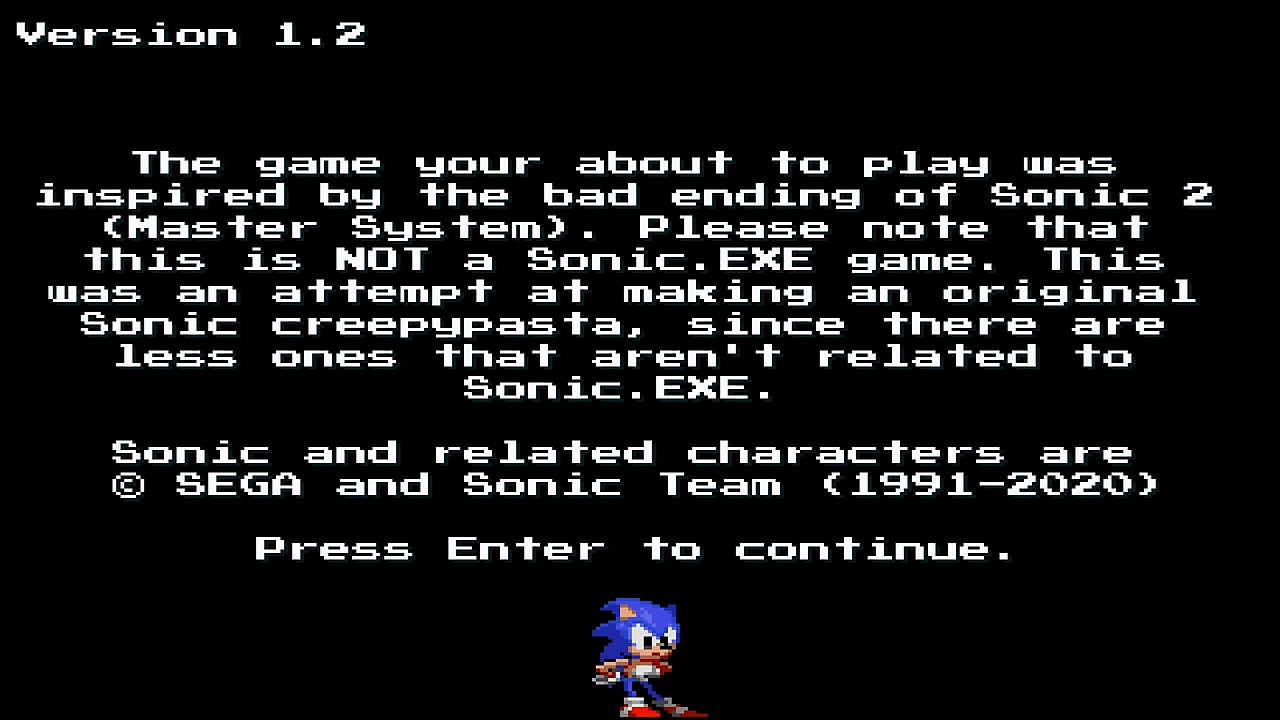 Version 1.2
The game your about to play was
inspired by the bad ending of Sonic 2
(Master System). Please note that
this is NOT a Sonic.EXE game. This
was an attempt at making an original
Sonic creepypasta, since there are
less ones that aren't related to
Sonic.EXE.
Sonic and related characters are
© SEGA and Sonic Team (1991-2020)
Press Enter to continue.